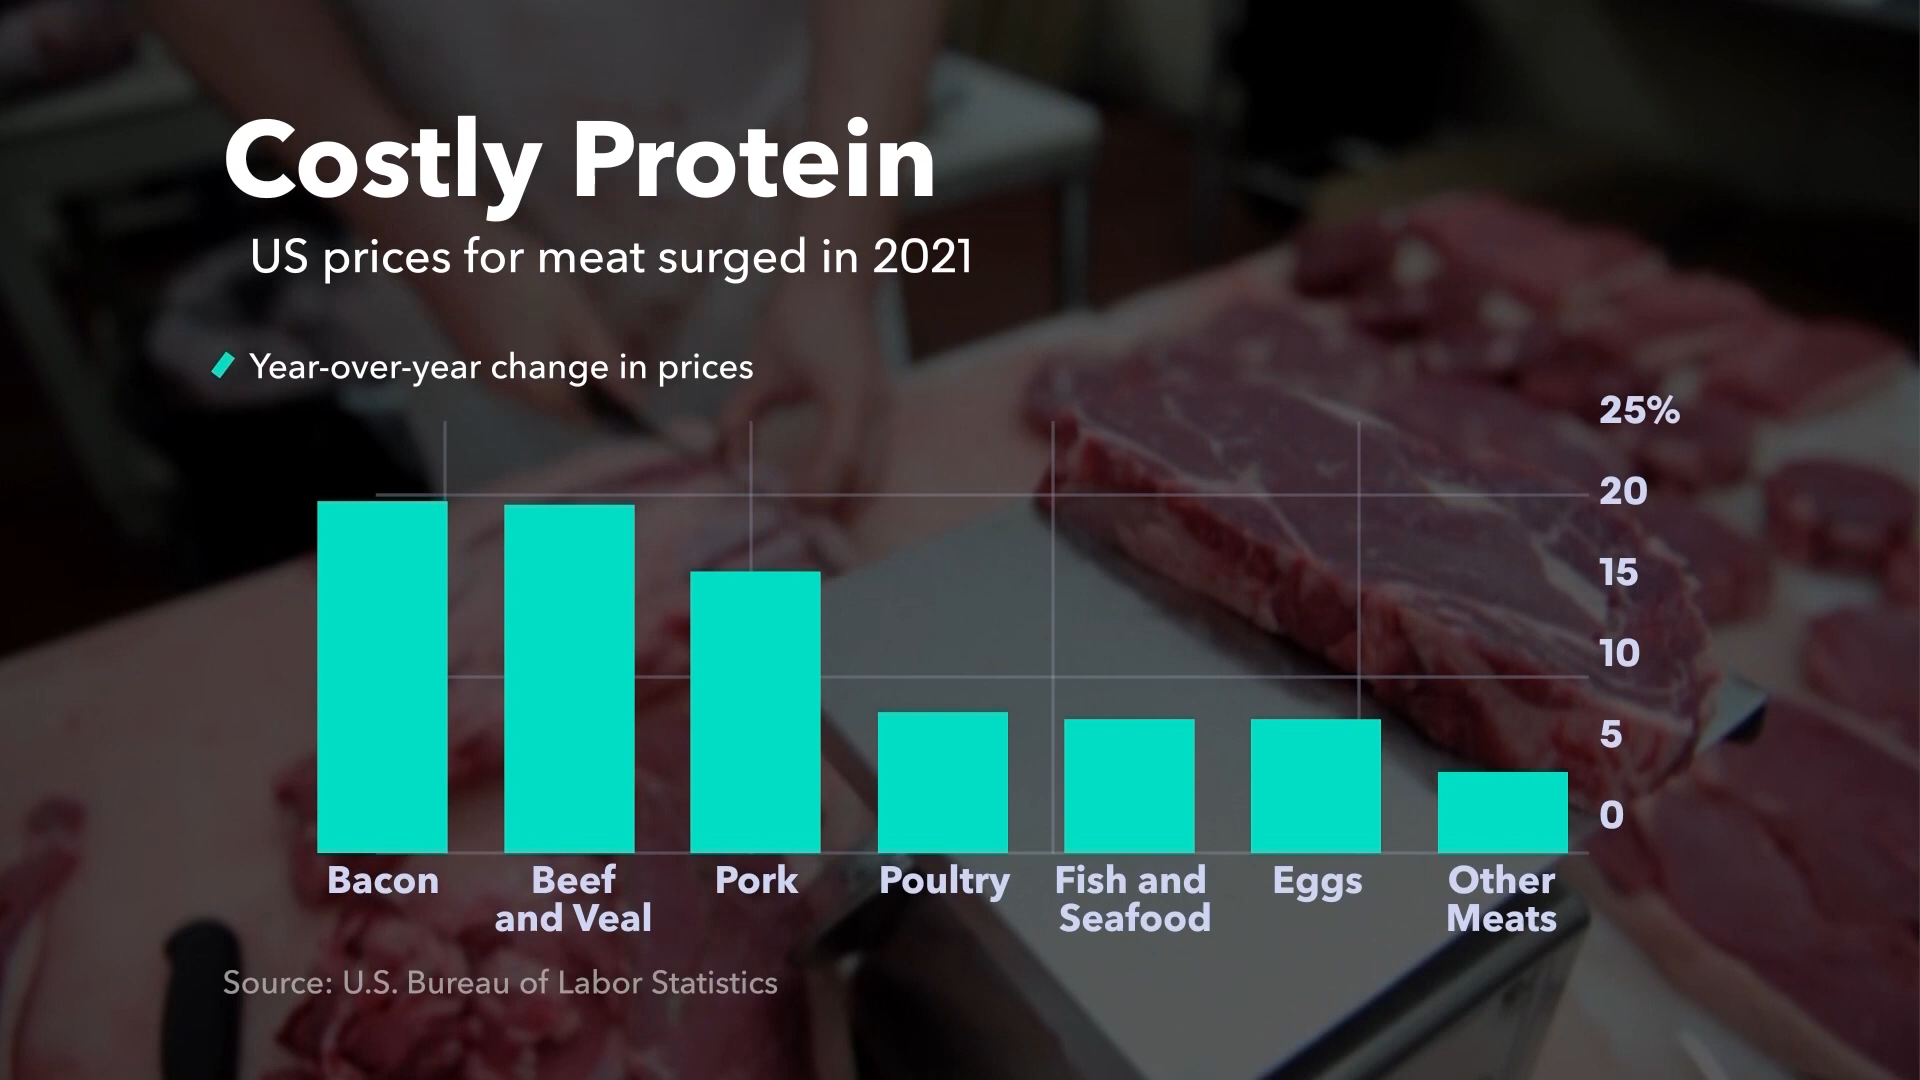 Costly Protein
US prices for meat surged in 2021
Year-over-year change in prices
25%
20
15
10
5
0
Bacon
Beef
and Veal
Pork
Poultry
Fish and
Seafood
Eggs
Other
Meats
Source: U.S. Bureau of Labor Statistics